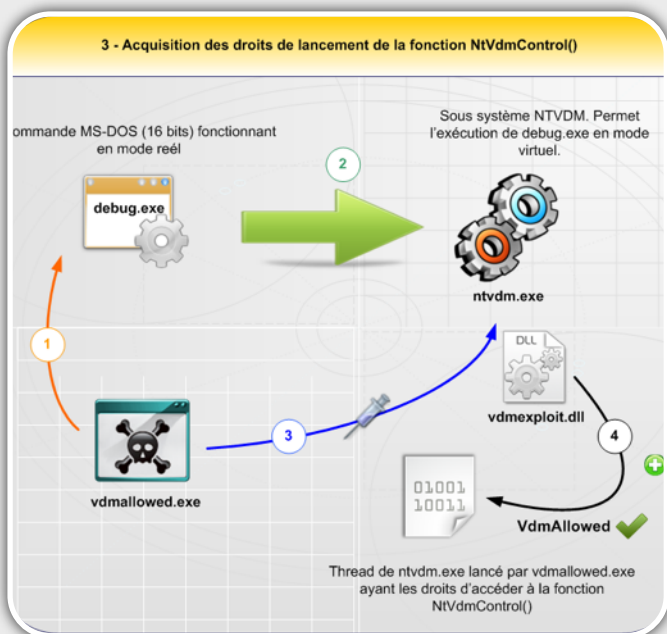 3 - Acquisition des droits de lancement de la fonction NtVdmControl()
ommande MS-DOS (16 bits) fonctionnant
en mode reél
Sous système NTVDM. Permet
l'exécution de debug.exe en mode
virtuel.
2
debug.exe
ntvdm.exe
1
DLL
vdmexploit.dll
3
4
vdmallowed.exe
01001
10011
VdmAllowed
Thread de ntvdm.exe lancé par vdmallowed.exe
ayant les droits d'accéder à la fonction
NtVdmControl()